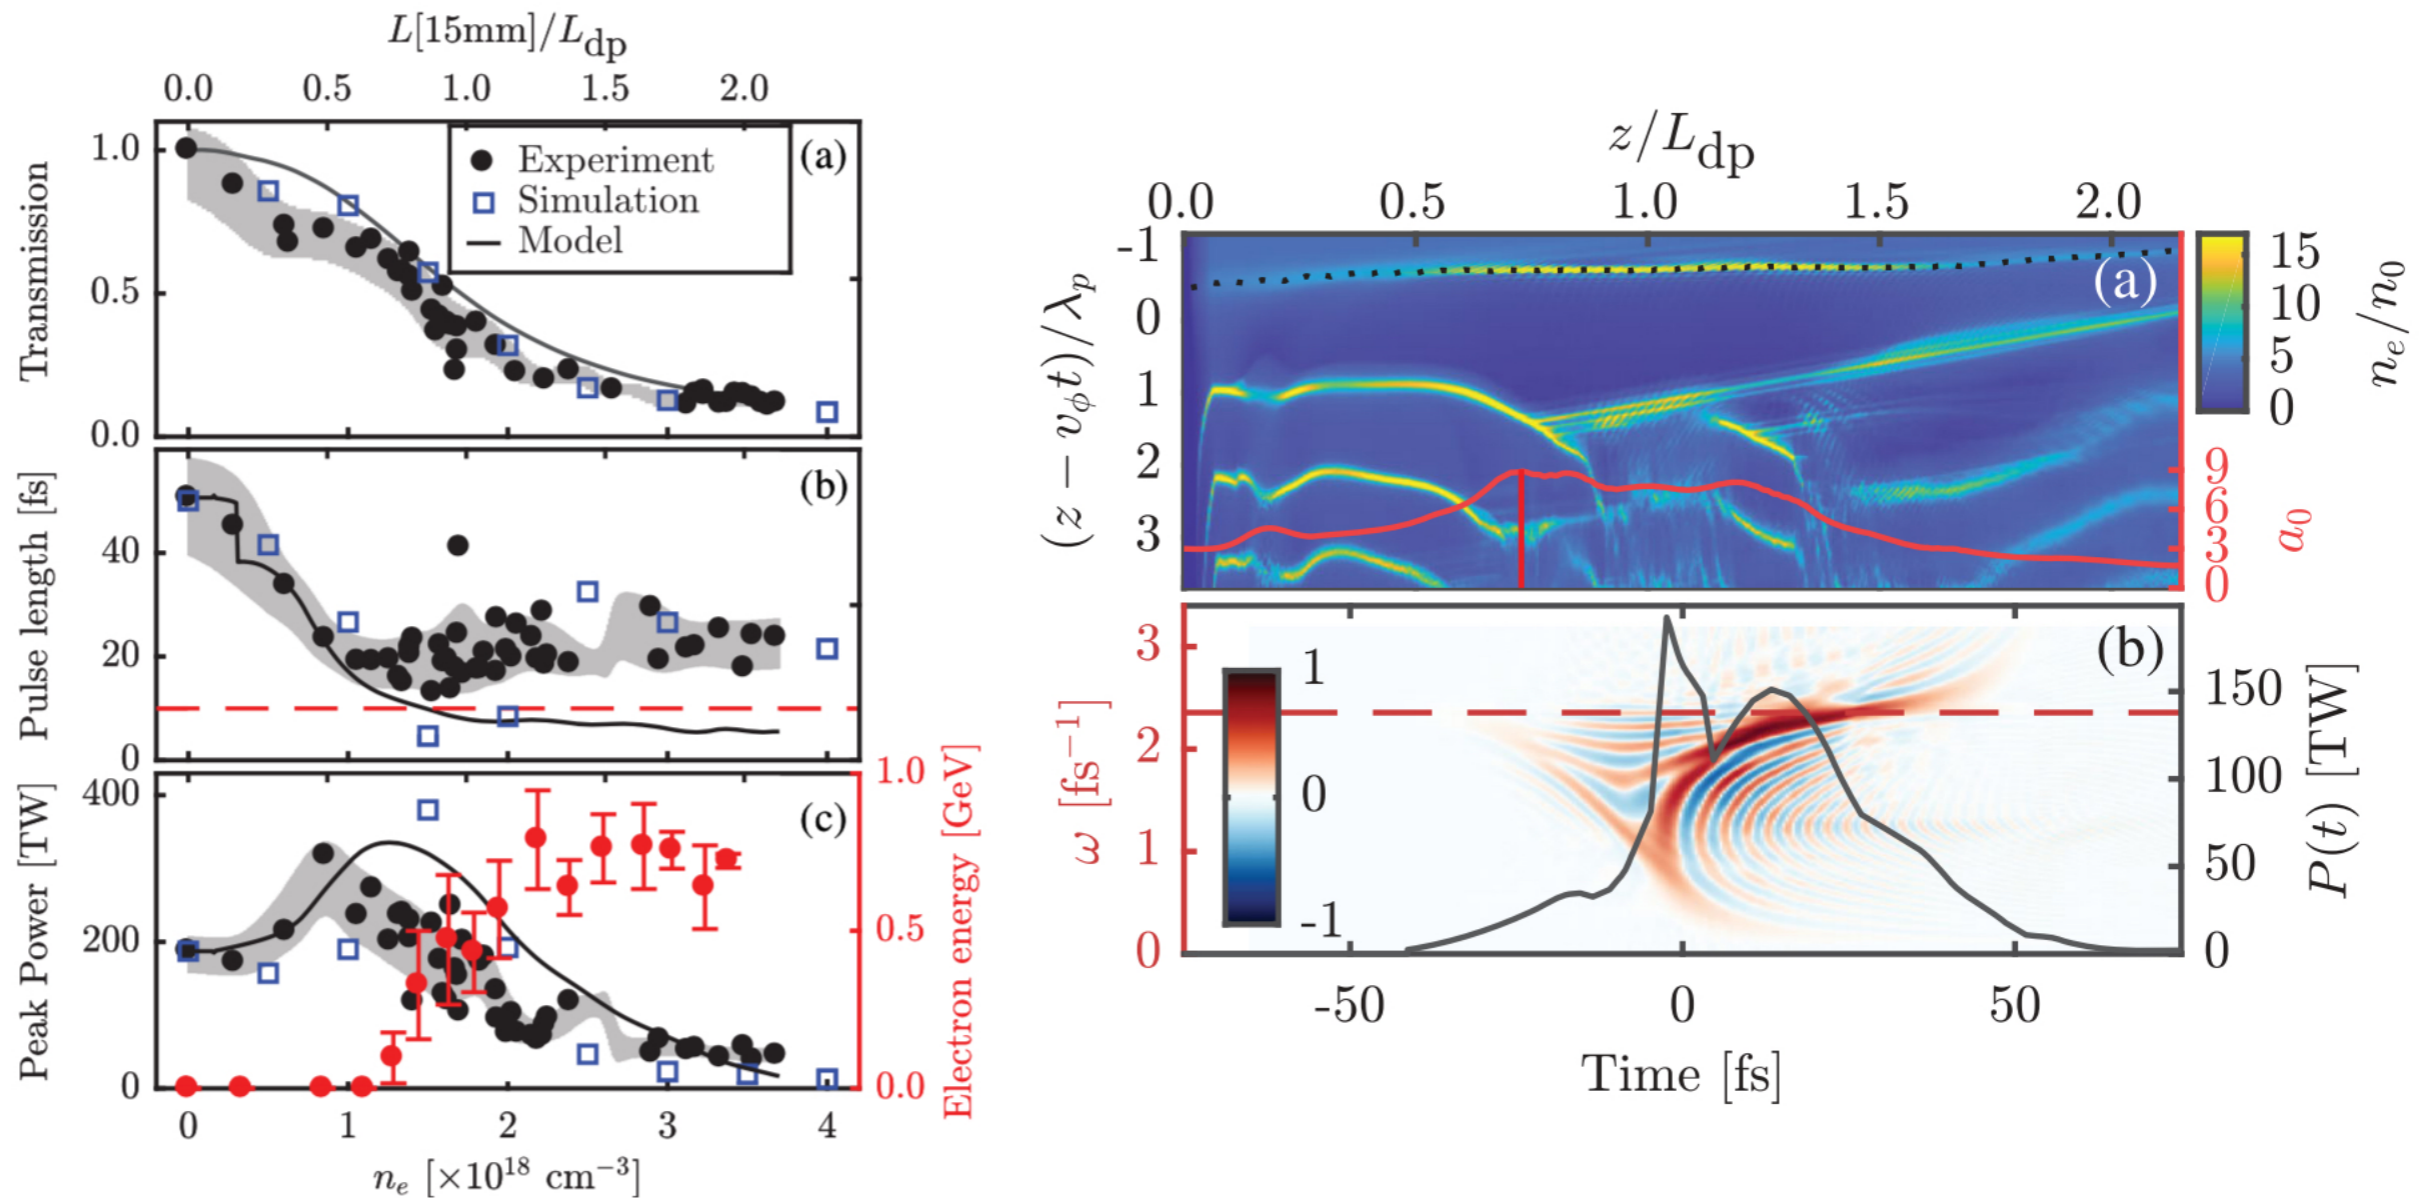 L[15mm]/L_dp
0.0 0.5 1.0 1.5 2.0
Transmission
1.0
0.5
0.0
(a)
Experiment
Simulation
Model
Pulse length [fs]
40
20
0
(b)
Peak Power [TW]
400
200
0
(c)
1.0
0.5
0.0
Electron energy [GeV]
0 1 2 3 4
n_e [×10^18 cm^−3]
z/L_dp
0.0 0.5 1.0 1.5 2.0
(z − v_ϕ t)/λ_p
-1
0
1
2
3
(a)
15
10
5
0
n_e/n_0
9
6
3
0
a_0
ω [fs^−1]
3
2
1
0
1
0
-1
(b)
150
100
50
0
P(t) [TW]
-50 0 50
Time [fs]